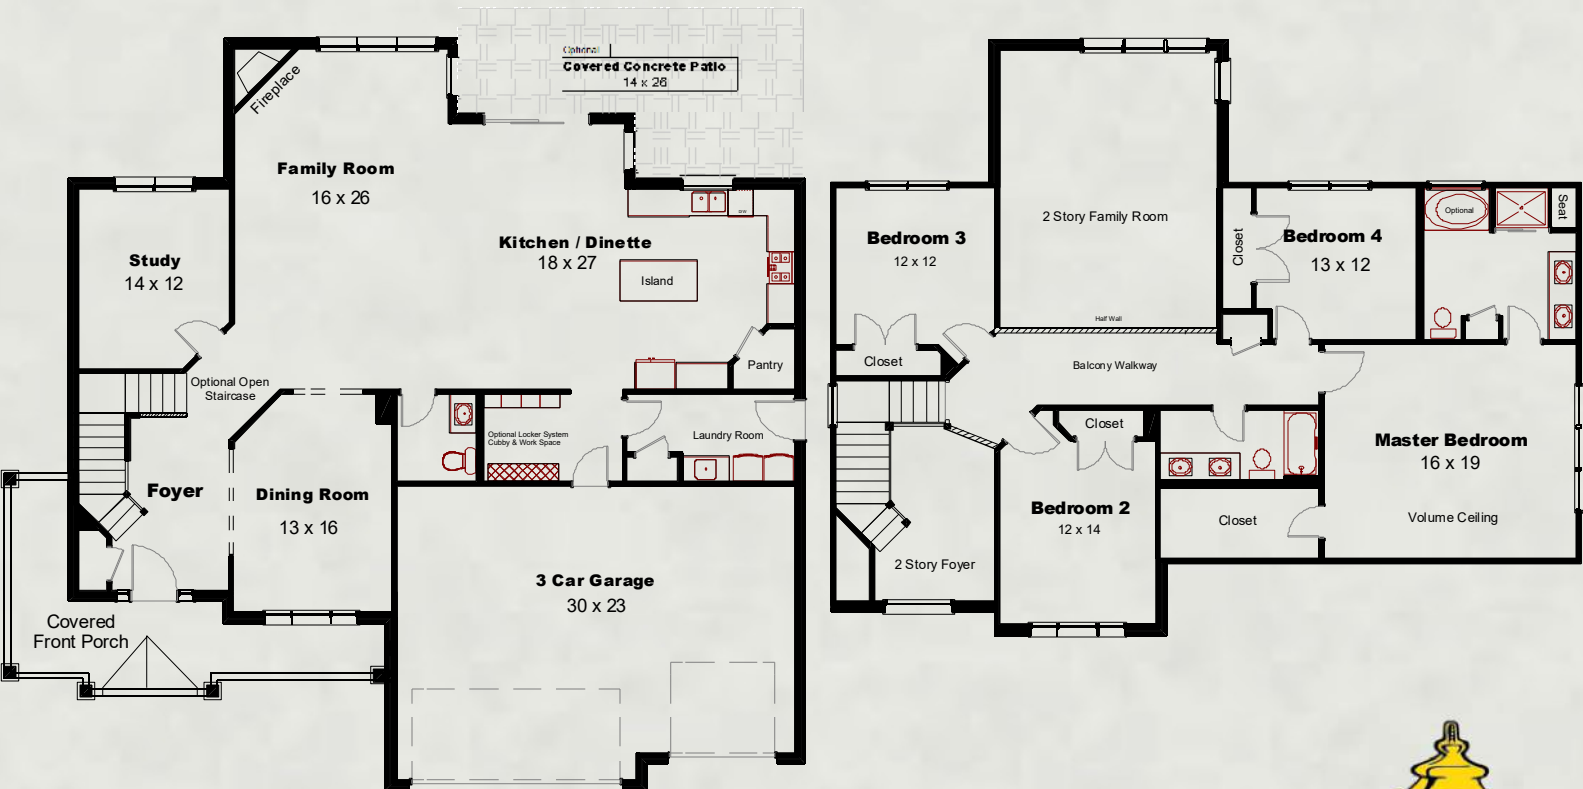 Optional
Covered Concrete Patio
14 x 26
Fireplace
Family Room
16 x 26
Kitchen / Dinette
18 x 27
Island
DW
Study
14 x 12
Pantry
Optional Open
Staircase
Optional Locker System
Cubby & Work Space
Laundry Room
Foyer
Dining Room
13 x 16
3 Car Garage
30 x 23
Covered
Front Porch
2 Story Family Room
Bedroom 3
12 x 12
Closet
Bedroom 4
13 x 12
Optional
Seat
Half Wall
Closet
Balcony Walkway
Closet
Master Bedroom
16 x 19
Volume Ceiling
Bedroom 2
12 x 14
Closet
2 Story Foyer